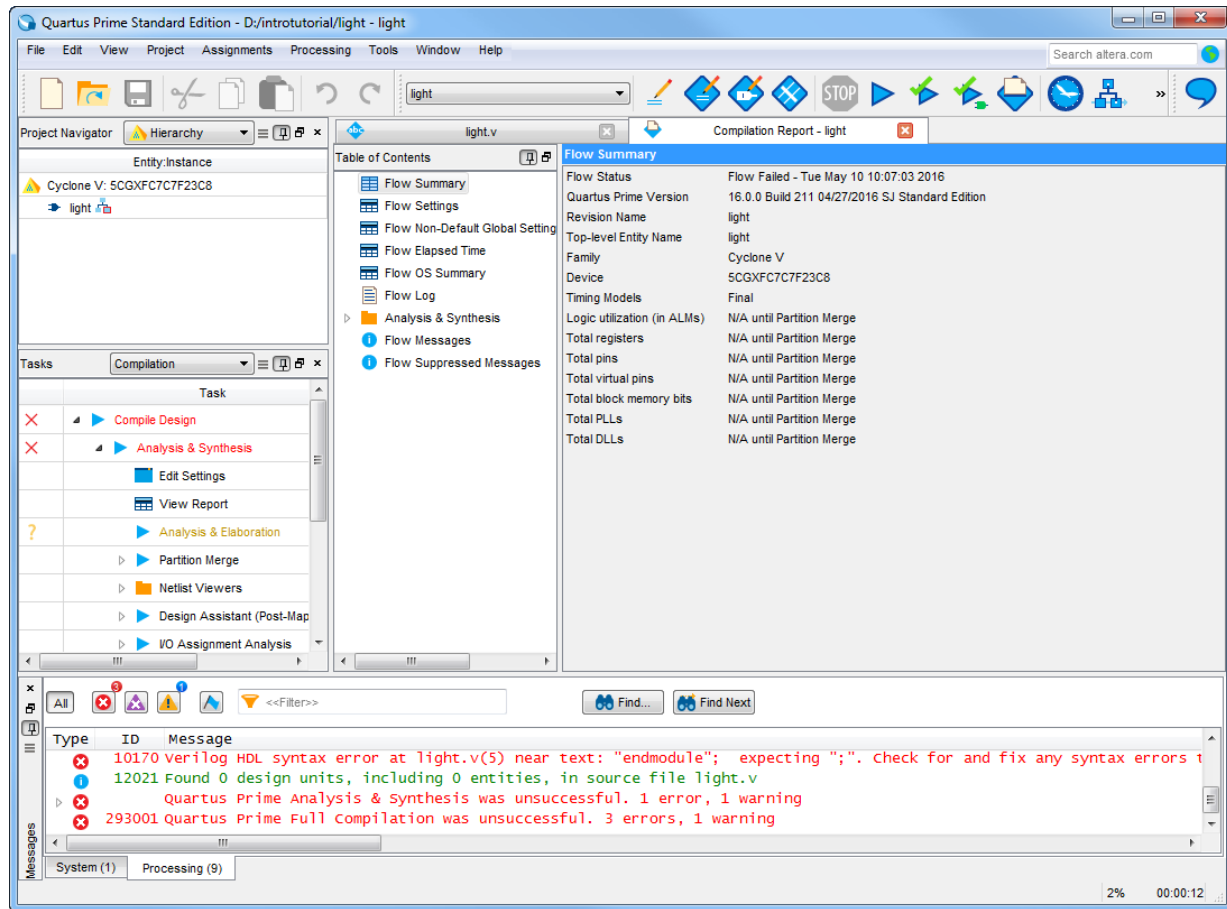 Quartus Prime Standard Edition - D:/introtutorial/light - light
File Edit View Project Assignments Processing Tools Window Help
Search altera.com
light
STOP
»
Project Navigator
Hierarchy
Entity:Instance
Cyclone V: 5CGXFC7C7F23C8
light
Tasks
Compilation
Task
Compile Design
Analysis & Synthesis
Edit Settings
View Report
? Analysis & Elaboration
Partition Merge
Netlist Viewers
Design Assistant (Post-Map
I/O Assignment Analysis
abc light.v
Compilation Report - light
Table of Contents
Flow Summary
Flow Settings
Flow Non-Default Global Setting
Flow Elapsed Time
Flow OS Summary
Flow Log
Analysis & Synthesis
Flow Messages
Flow Suppressed Messages
Flow Summary
Flow Status Flow Failed - Tue May 10 10:07:03 2016
Quartus Prime Version 16.0.0 Build 211 04/27/2016 SJ Standard Edition
Revision Name light
Top-level Entity Name light
Family Cyclone V
Device 5CGXFC7C7F23C8
Timing Models Final
Logic utilization (in ALMs) N/A until Partition Merge
Total registers N/A until Partition Merge
Total pins N/A until Partition Merge
Total virtual pins N/A until Partition Merge
Total block memory bits N/A until Partition Merge
Total PLLs N/A until Partition Merge
Total DLLs N/A until Partition Merge
All 3 1 <<Filter>> Find... Find Next
Type ID Message
10170 Verilog HDL syntax error at light.v(5) near text: "endmodule"; expecting ";". Check for and fix any syntax errors t
12021 Found 0 design units, including 0 entities, in source file light.v
Quartus Prime Analysis & Synthesis was unsuccessful. 1 error, 1 warning
293001 Quartus Prime Full Compilation was unsuccessful. 3 errors, 1 warning
Messages
System (1) Processing (9)
2% 00:00:12